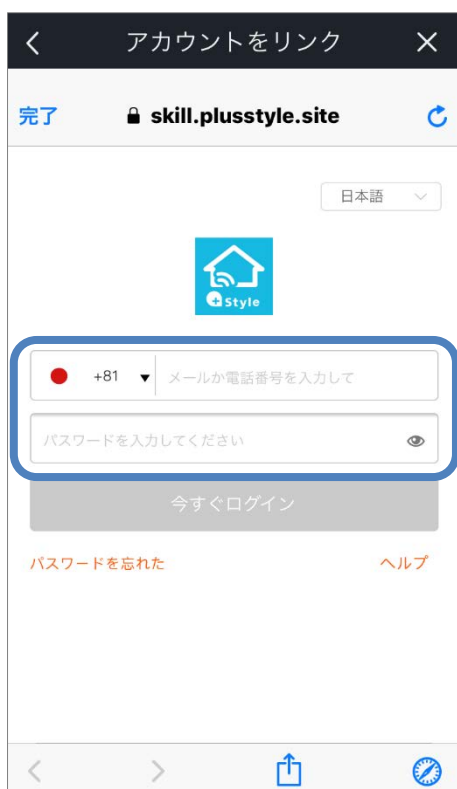 アカウントをリンク
完了 skill.plusstyle.site
日本語
+ Style
+81 ▼ メールか電話番号を入力して
パスワードを入力してください
今すぐログイン
パスワードを忘れた ヘルプ